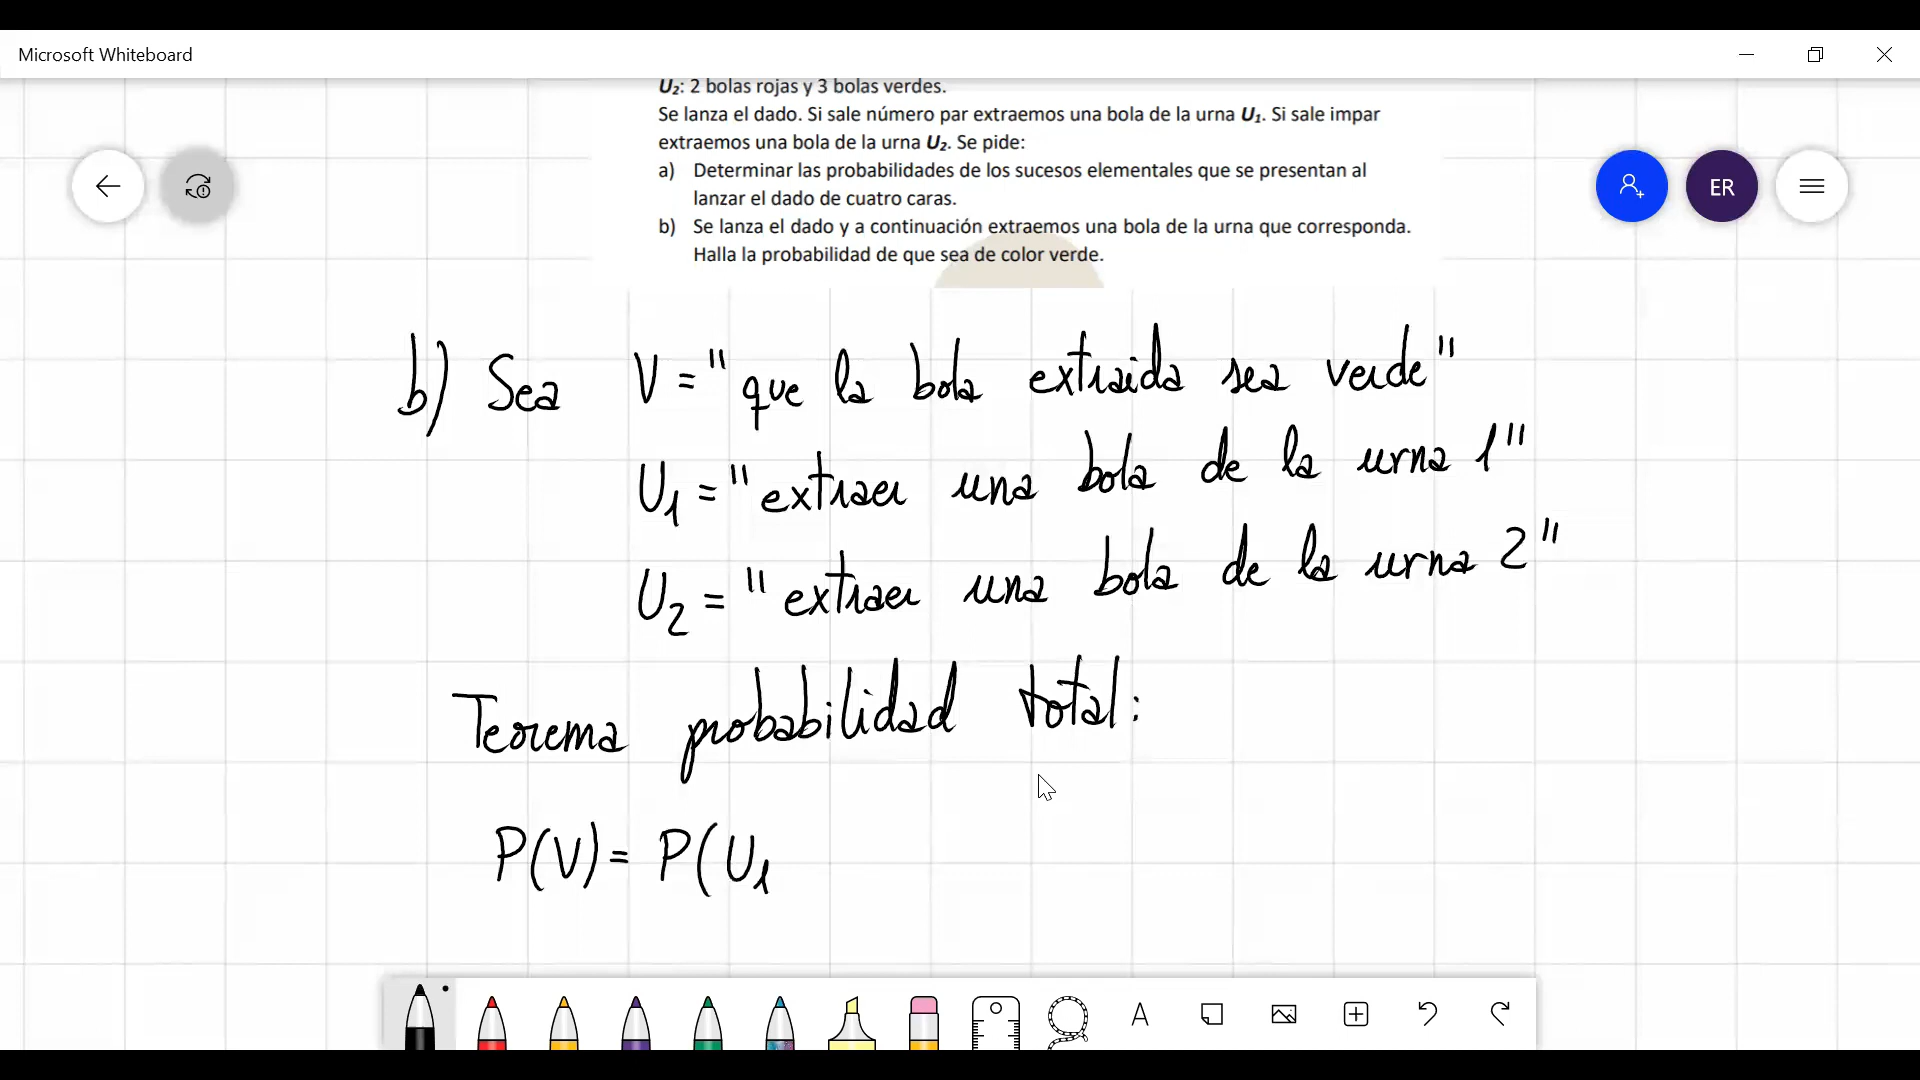 Microsoft Whiteboard
U₂: 2 bolas rojas y 3 bolas verdes.
Se lanza el dado. Si sale número par extraemos una bola de la urna U₁. Si sale impar
extraemos una bola de la urna U₂. Se pide:
a) Determinar las probabilidades de los sucesos elementales que se presentan al
lanzar el dado de cuatro caras.
b) Se lanza el dado y a continuación extraemos una bola de la urna que corresponda.
Halla la probabilidad de que sea de color verde.
ER
b) Sea V = "que la bola extraida sea verde"
U₁ = "extraer una bola de la urna 1"
U₂ = "extraer una bola de la urna 2"
Teorema probabilidad total:
P(V) = P(U₁
A